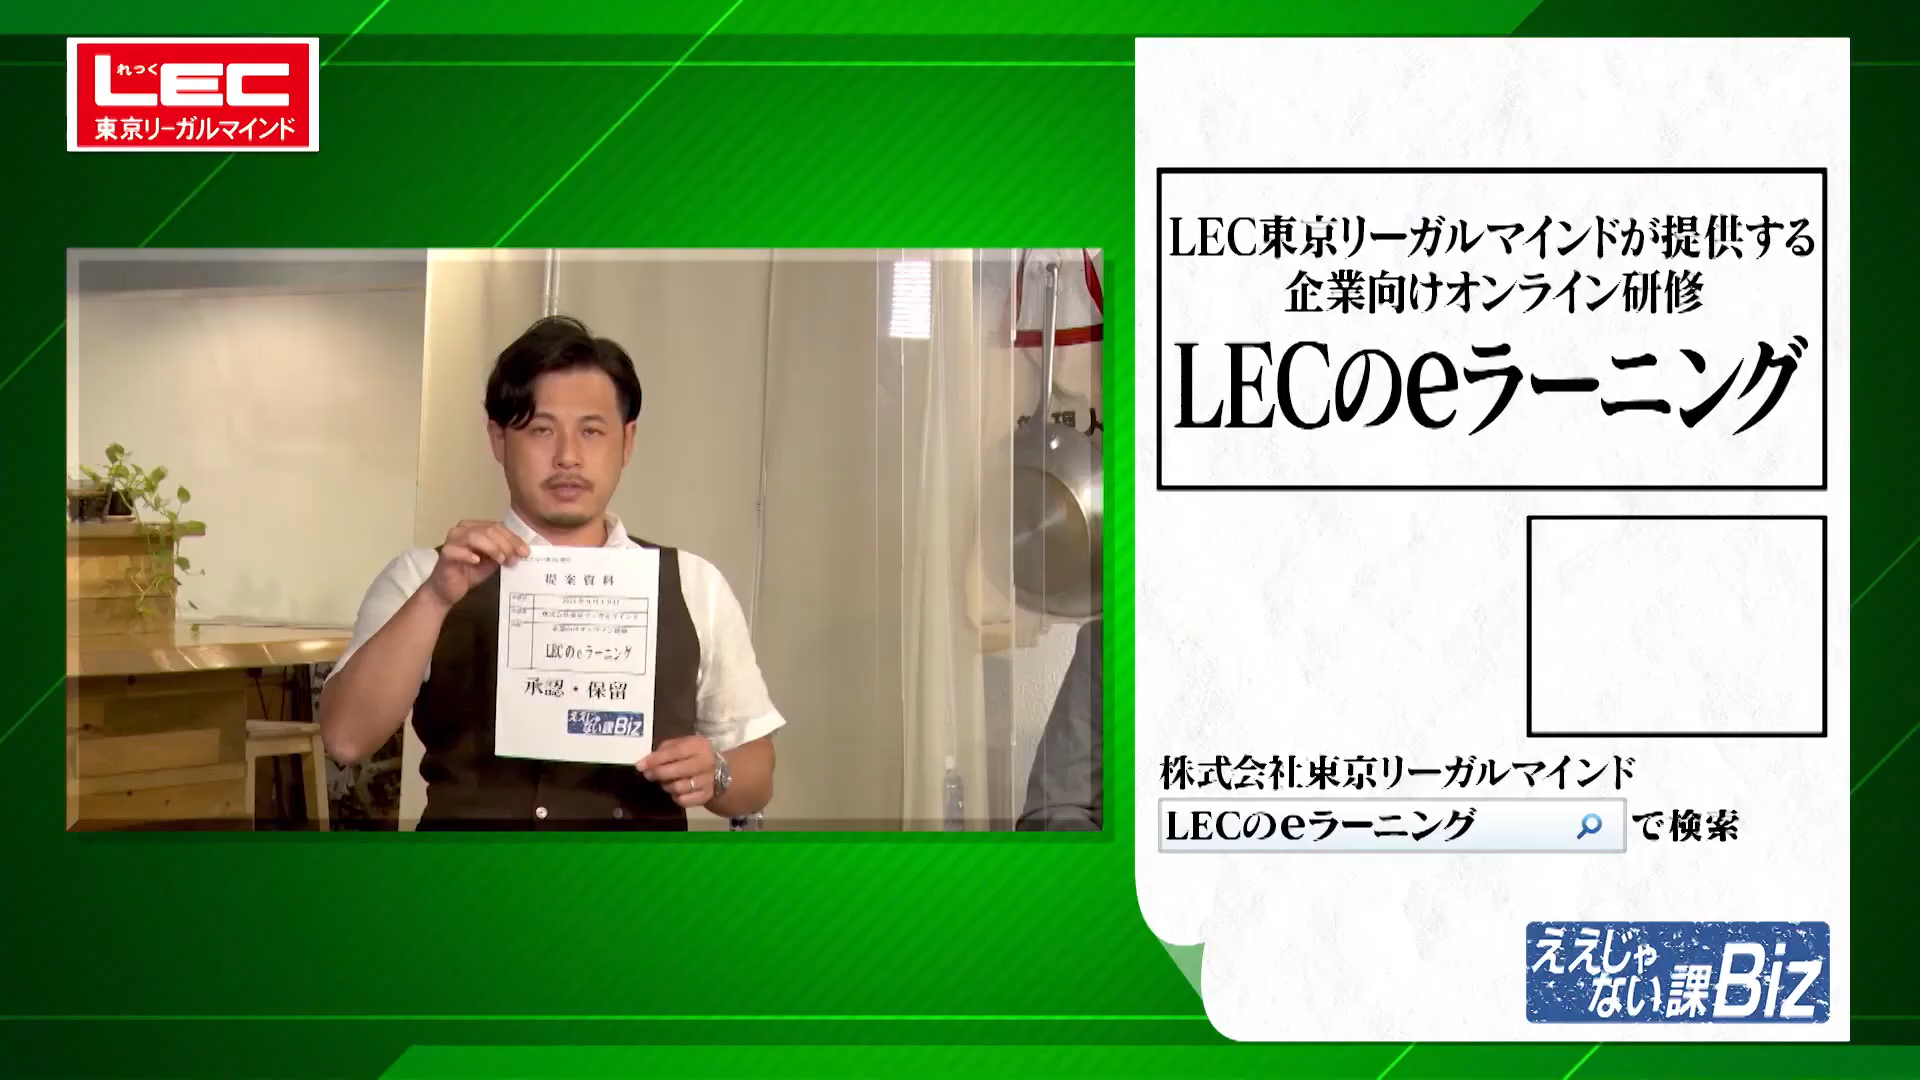 れっく
LEC
東京リーガルマインド
LEC東京リーガルマインドが提供する
企業向けオンライン研修
LECのeラーニング
提案資料
LECのeラーニング
承認・保留
ええじゃ
ない課Biz
株式会社東京リーガルマインド
LECのeラーニング で検索
ええじゃ
ない課Biz